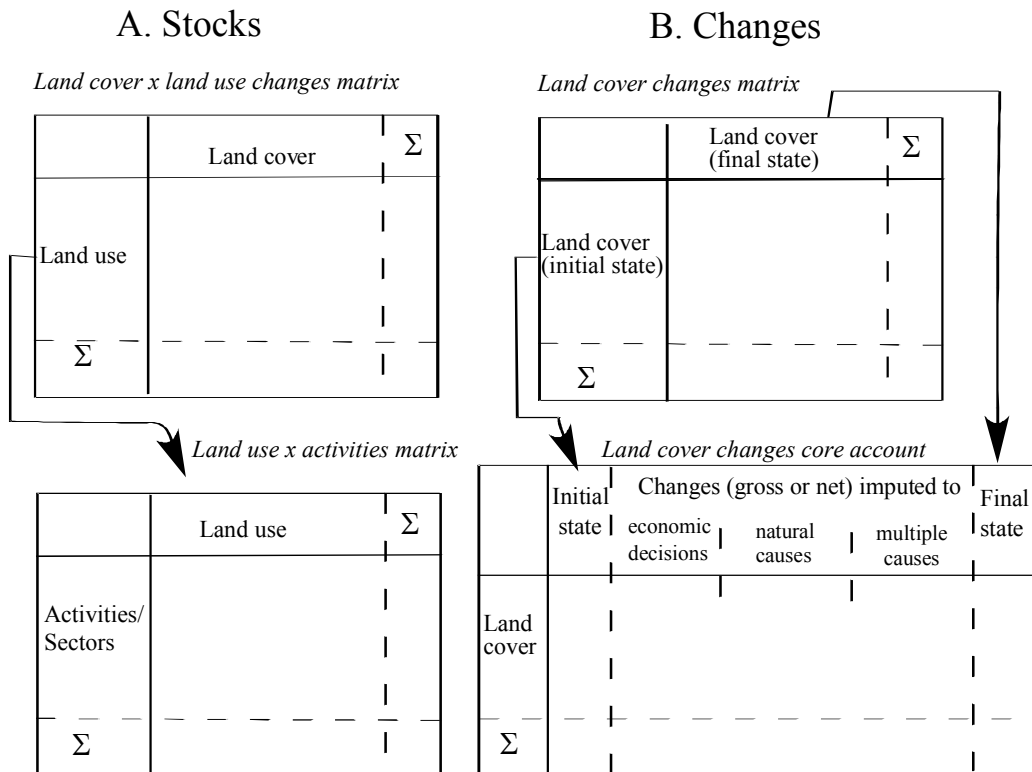 A. Stocks
Land cover x land use changes matrix
Land cover
Σ
Land use
Σ
Land use x activities matrix
Land use
Σ
Activities/
Sectors
Σ
B. Changes
Land cover changes matrix
Land cover
(final state)
Σ
Land cover
(initial state)
Σ
Land cover changes core account
Initial
state
Changes (gross or net) imputed to
economic
decisions
natural
causes
multiple
causes
Final
state
Land
cover
Σ